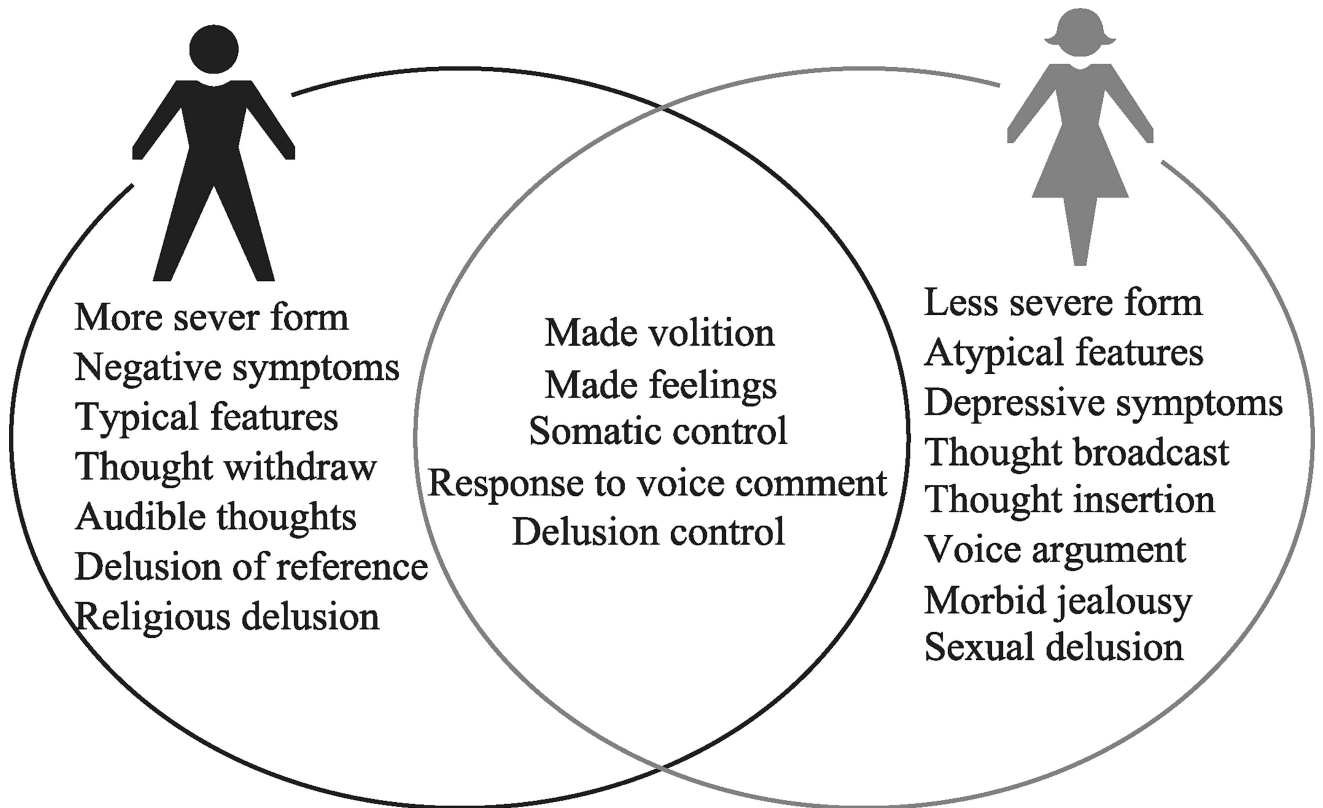 More sever form
Negative symptoms
Typical features
Thought withdraw
Audible thoughts
Delusion of reference
Religious delusion
Made volition
Made feelings
Somatic control
Response to voice comment
Delusion control
Less severe form
Atypical features
Depressive symptoms
Thought broadcast
Thought insertion
Voice argument
Morbid jealousy
Sexual delusion